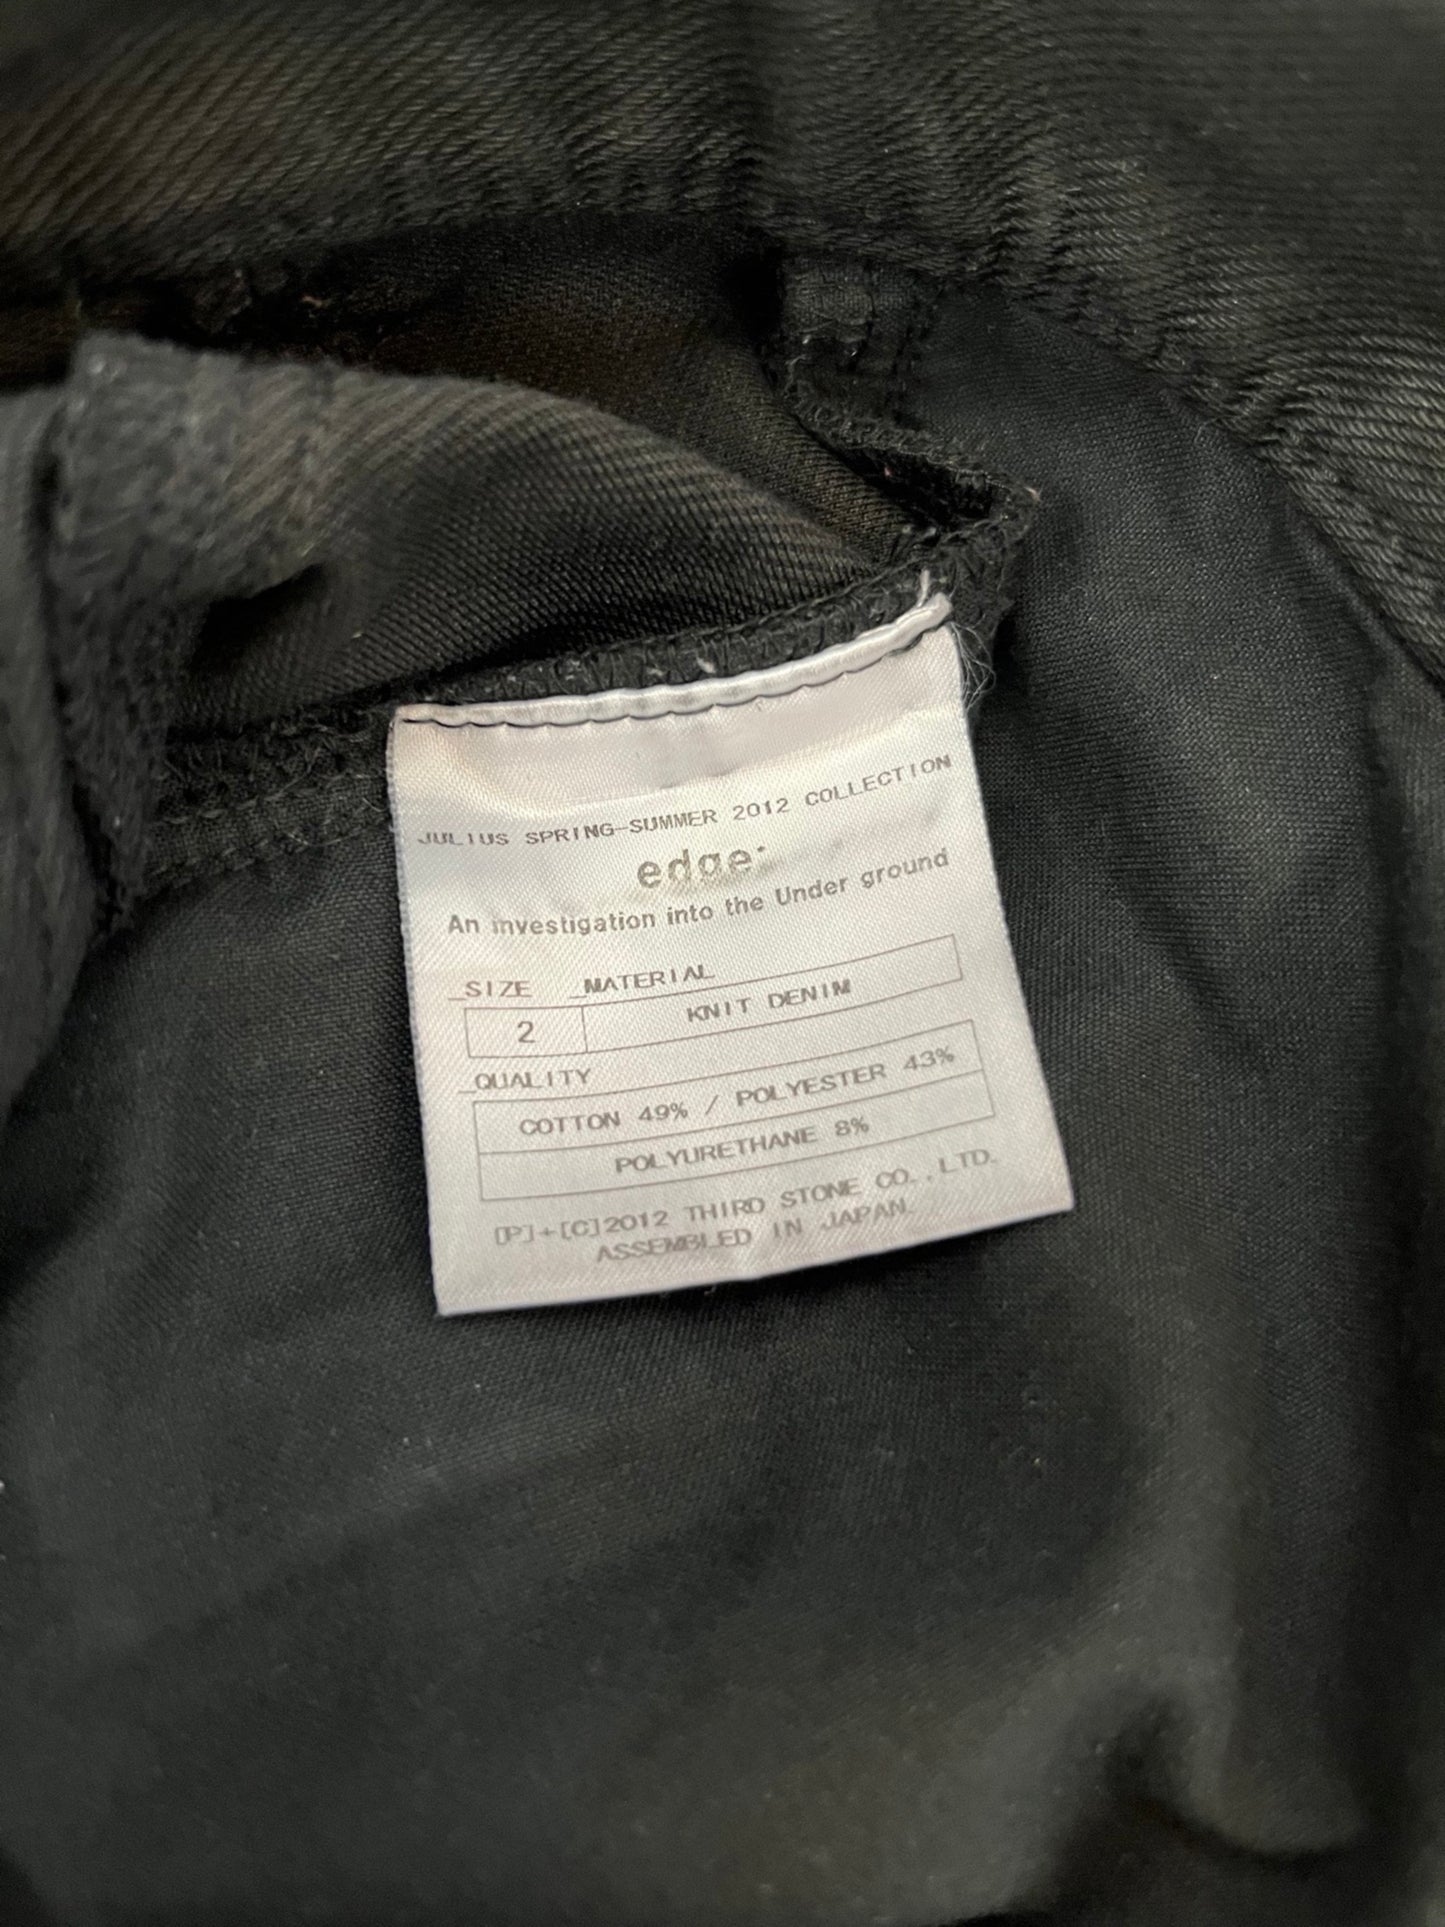 JULIUS SPRING-SUMMER 2012 COLLECTION
edge:
An investigation into the Under ground
_SIZE _MATERIAL
2 KNIT DENIM
_QUALITY
COTTON 49% / POLYESTER 43%
POLYURETHANE 8%
[P]+[C]2012 THIRD STONE CO.,LTD.
ASSEMBLED IN JAPAN.